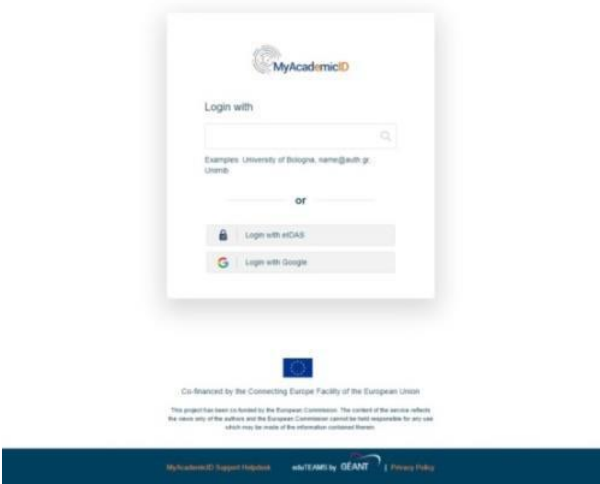 MyAcademicID
Login with
Examples: University of Bologna, name@auth.gr,
Unimib
or
Login with eIDAS
Login with Google
Co-financed by the Connecting Europe Facility of the European Union
This project has been co-funded by the European Commission. The content of the service reflects
the views only of the authors and the European Commission cannot be held responsible for any use
which may be made of the information contained therein.
MyAcademicID Support Helpdesk eduTEAMS by GÉANT | Privacy Policy